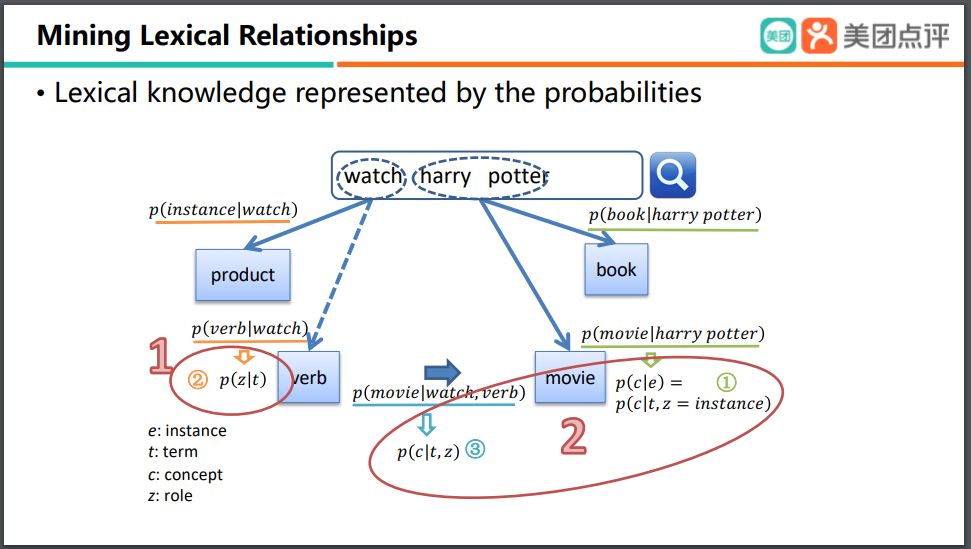 Mining Lexical Relationships
美团 美团点评
• Lexical knowledge represented by the probabilities
watch harry potter
p(instance|watch)
p(book|harry potter)
product
book
p(verb|watch)
p(movie|harry potter)
1
② p(z|t)
verb
movie
p(c|e) = ①
p(c|t, z = instance)
p(movie|watch, verb)
2
p(c|t, z) ③
e: instance
t: term
c: concept
z: role